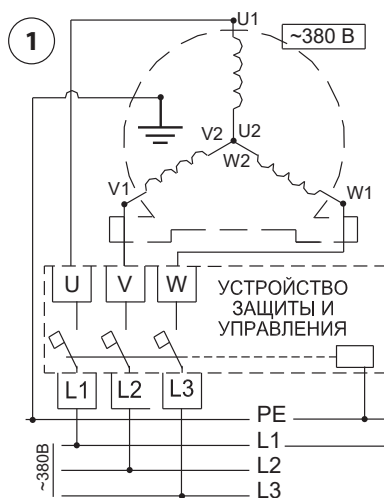 1
U1
~380 В
V2 U2
W2
V1
W1
U V W
УСТРОЙСТВО
ЗАЩИТЫ И
УПРАВЛЕНИЯ
L1 L2 L3
PE
L1
L2
L3
~380В